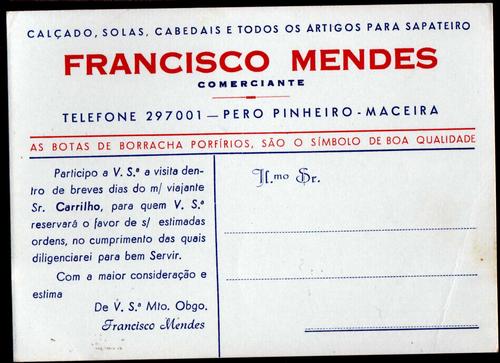 CALÇADO, SOLAS, CABEDAIS E TODOS OS ARTIGOS PARA SAPATEIRO
FRANCISCO MENDES
COMERCIANTE
TELEFONE 297001 — PERO PINHEIRO - MACEIRA
AS BOTAS DE BORRACHA PORFÍRIOS, SÃO O SÍMBOLO DE BOA QUALIDADE
Participo a V. S.ª a visita den-
tro de breves dias do m/ viajante
Sr. Carrilho, para quem V. S.ª
reservará o favor de s/ estimadas
ordens, no cumprimento das quais
diligenciarei para bem Servir.
Com a maior consideração e
estima
De V. S.ª Mto. Obgo.
Francisco Mendes
Il.mo Sr.